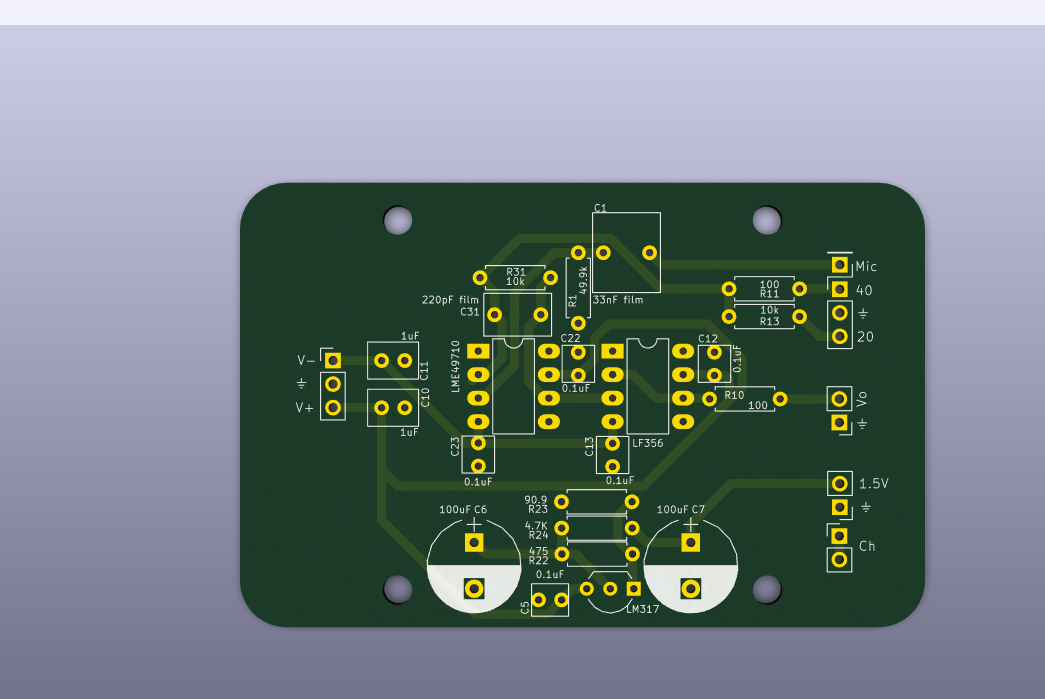 C1
R31
10k
49.9k
R1
220pF film
C31
33nF film
Mic
100
R11
40
10k
R13
20
1uF
C11
V-
LME49710
C22
0.1uF
C12
0.1uF
V+
C10
1uF
R10
100
Vo
C23
0.1uF
C13
0.1uF
LF356
1.5V
90.9
R23
100uF C6
4.7K
R24
100uF C7
475
R22
Ch
0.1uF
C5
LM317